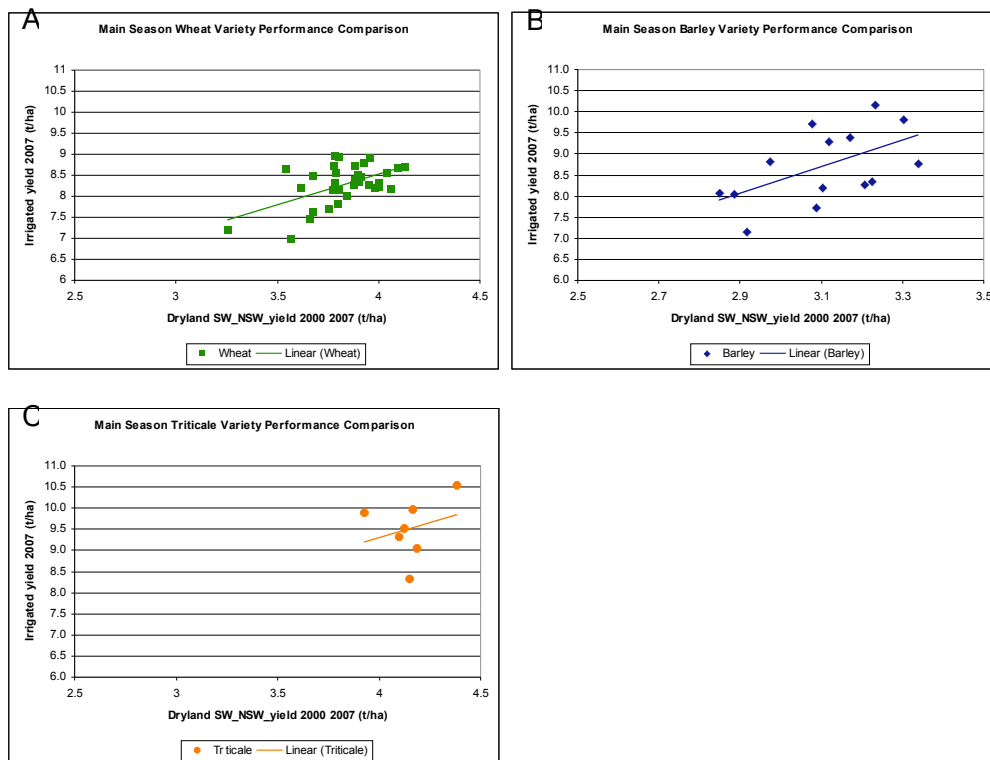 A
Main Season Wheat Variety Performance Comparison
Irrigated yield 2007 (t/ha)
11
10.5
10
9.5
9
8.5
8
7.5
7
6.5
6
2.5 3 3.5 4 4.5
Dryland SW_NSW_yield 2000 2007 (t/ha)
Wheat Linear (Wheat)
B
Main Season Barley Variety Performance Comparison
Irrigated yield 2007 (t/ha)
11.0
10.5
10.0
9.5
9.0
8.5
8.0
7.5
7.0
6.5
6.0
2.5 2.7 2.9 3.1 3.3 3.5
Dryland SW_NSW_yield 2000 2007 (t/ha)
Barley Linear (Barley)
C
Main Season Triticale Variety Performance Comparison
Irrigated yield 2007 (t/ha)
11.0
10.5
10.0
9.5
9.0
8.5
8.0
7.5
7.0
6.5
6.0
2.5 3 3.5 4 4.5
Dryland SW_NSW_yield 2000 2007 (t/ha)
Triticale Linear (Triticale)